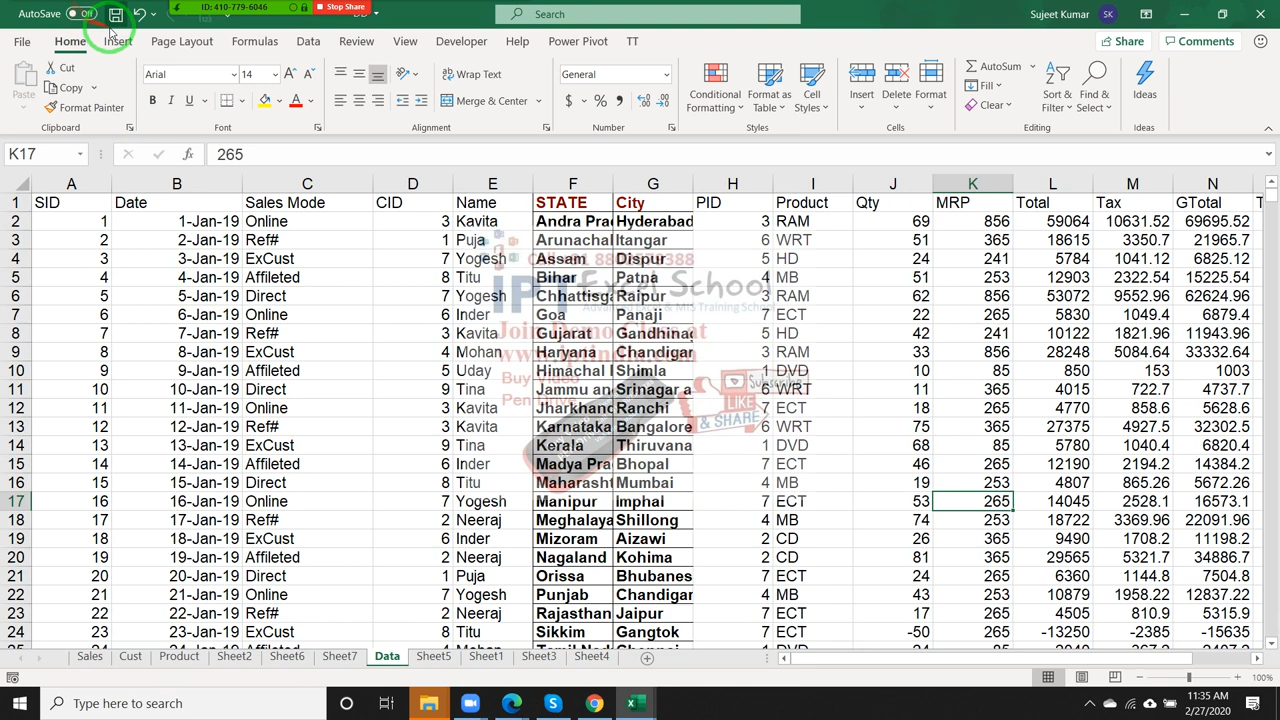 AutoSave Off ID: 410-779-6046 Stop Share Search Sujeet Kumar SK
File Home Insert Page Layout Formulas Data Review View Developer Help Power Pivot TT Share Comments
Paste Cut Copy Format Painter Clipboard
Arial 14 B I U A Font
Wrap Text Merge & Center Alignment
General $ % Number
Conditional Formatting Format as Table Cell Styles Styles
Insert Delete Format Cells
AutoSum Fill Clear Sort & Filter Find & Select Editing
Ideas Ideas
K17 fx 265
A B C D E F G H I J K L M N
1 SID Date Sales Mode CID Name STATE City PID Product Qty MRP Total Tax GTotal
2 1 1-Jan-19 Online 3 Kavita Andra Prad Hyderabad 3 RAM 69 856 59064 10631.52 69695.52
3 2 2-Jan-19 Ref# 1 Puja Arunachal Itangar 6 WRT 51 365 18615 3350.7 21965.7
4 3 3-Jan-19 ExCust 7 Yogesh Assam Dispur 5 HD 24 241 5784 1041.12 6825.12
5 4 4-Jan-19 Affileted 8 Titu Bihar Patna 4 MB 51 253 12903 2322.54 15225.54
6 5 5-Jan-19 Direct 7 Yogesh Chhattisga Raipur 3 RAM 62 856 53072 9552.96 62624.96
7 6 6-Jan-19 Online 6 Inder Goa Panaji 7 ECT 22 265 5830 1049.4 6879.4
8 7 7-Jan-19 Ref# 3 Kavita Gujarat Gandhinag 5 HD 42 241 10122 1821.96 11943.96
9 8 8-Jan-19 ExCust 4 Mohan Haryana Chandigar 3 RAM 33 856 28248 5084.64 33332.64
10 9 9-Jan-19 Affileted 5 Uday Himachal Shimla 1 DVD 10 85 850 153 1003
11 10 10-Jan-19 Direct 9 Tina Jammu an Srinagar a 6 WRT 11 365 4015 722.7 4737.7
12 11 11-Jan-19 Online 3 Kavita Jharkhand Ranchi 7 ECT 18 265 4770 858.6 5628.6
13 12 12-Jan-19 Ref# 3 Kavita Karnataka Bangalore 6 WRT 75 365 27375 4927.5 32302.5
14 13 13-Jan-19 ExCust 9 Tina Kerala Thiruvana 1 DVD 68 85 5780 1040.4 6820.4
15 14 14-Jan-19 Affileted 6 Inder Madya Pra Bhopal 7 ECT 46 265 12190 2194.2 14384.2
16 15 15-Jan-19 Direct 8 Titu Maharasht Mumbai 4 MB 19 253 4807 865.26 5672.26
17 16 16-Jan-19 Online 7 Yogesh Manipur Imphal 7 ECT 53 265 14045 2528.1 16573.1
18 17 17-Jan-19 Ref# 2 Neeraj Meghalaya Shillong 4 MB 74 253 18722 3369.96 22091.96
19 18 18-Jan-19 ExCust 6 Inder Mizoram Aizawi 2 CD 26 365 9490 1708.2 11198.2
20 19 19-Jan-19 Affileted 2 Neeraj Nagaland Kohima 2 CD 81 365 29565 5321.7 34886.7
21 20 20-Jan-19 Direct 1 Puja Orissa Bhubanes 7 ECT 24 265 6360 1144.8 7504.8
22 21 21-Jan-19 Online 7 Yogesh Punjab Chandigar 4 MB 43 253 10879 1958.22 12837.22
23 22 22-Jan-19 Ref# 2 Neeraj Rajasthan Jaipur 7 ECT 17 265 4505 810.9 5315.9
24 23 23-Jan-19 ExCust 8 Titu Sikkim Gangtok 7 ECT -50 265 -13250 -2385 -15635
IPT Excel School
Join Demo Class at
www.iptindia.com
Buy Video
Pen Drive
Subscribe
LIKE
& SHARE
Sales Cust Product Sheet2 Sheet6 Sheet7 Data Sheet5 Sheet1 Sheet3 Sheet4
100%
Type here to search
11:35 AM
2/27/2020